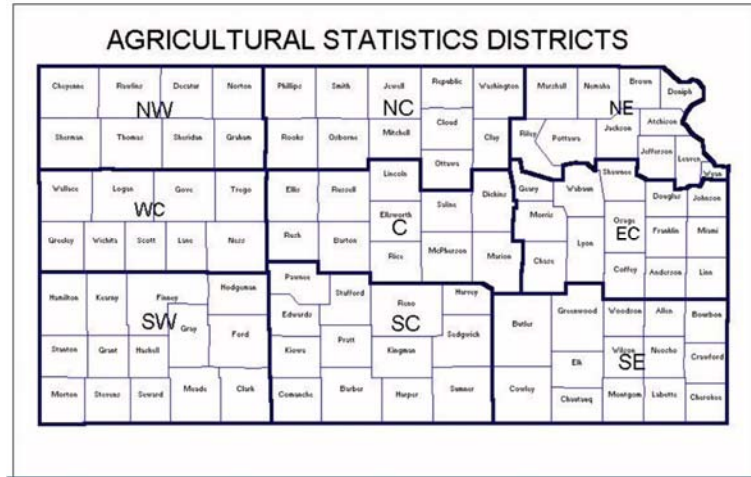 AGRICULTURAL STATISTICS DISTRICTS
Cheyenne Rawlins Decatur Norton Phillips Smith Jewell Republic Washington Marshall Nemaha Brown Doniph
NW NC NE
Sherman Thomas Sheridan Graham Rooks Osborne Mitchell Cloud Clay Riley Pottawa Jackson Atchison
Ottawa Jefferson Leaven Wyan
Wallace Logan Gove Trego Ellis Russell Lincoln Saline Dickins Geary Wabaun Shawnee Douglas Johnson
WC C EC
Greeley Wichita Scott Lane Ness Rush Barton Ellsworth Morris Lyon Osage Franklin Miami
Rice McPherson Marion Chase Coffey Anderson Linn
Hamilton Kearny Finney Hodgeman Pawnee Stafford Reno Harvey Butler Greenwood Woodson Allen Bourbon
SW SC SE
Stanton Grant Haskell Gray Ford Edwards Kiowa Pratt Kingman Sedgwick Elk Wilson Neosho Crawford
Morton Stevens Seward Meade Clark Comanche Barber Harper Sumner Cowley Chautauq Montgom Labette Cherokee